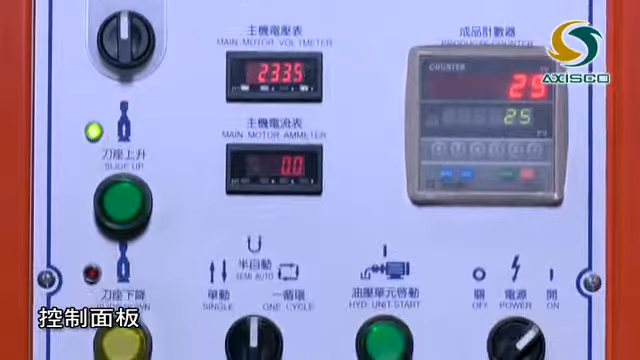 主機電壓表
MAIN MOTOR VOLTMETER
2335
成品計數器
PRODUCTS COUNTER
COUNTER
25
25
AXISCO
主機電流表
MAIN MOTOR AMMETER
0.0
刀座上升
SLIDE UP
半自動
SEMI AUTO
單動
SINGLE
一循環
ONE CYCLE
油壓單元啓動
HYD. UNIT START
關
OFF
電源
POWER
開
ON
刀座下降
控制面板